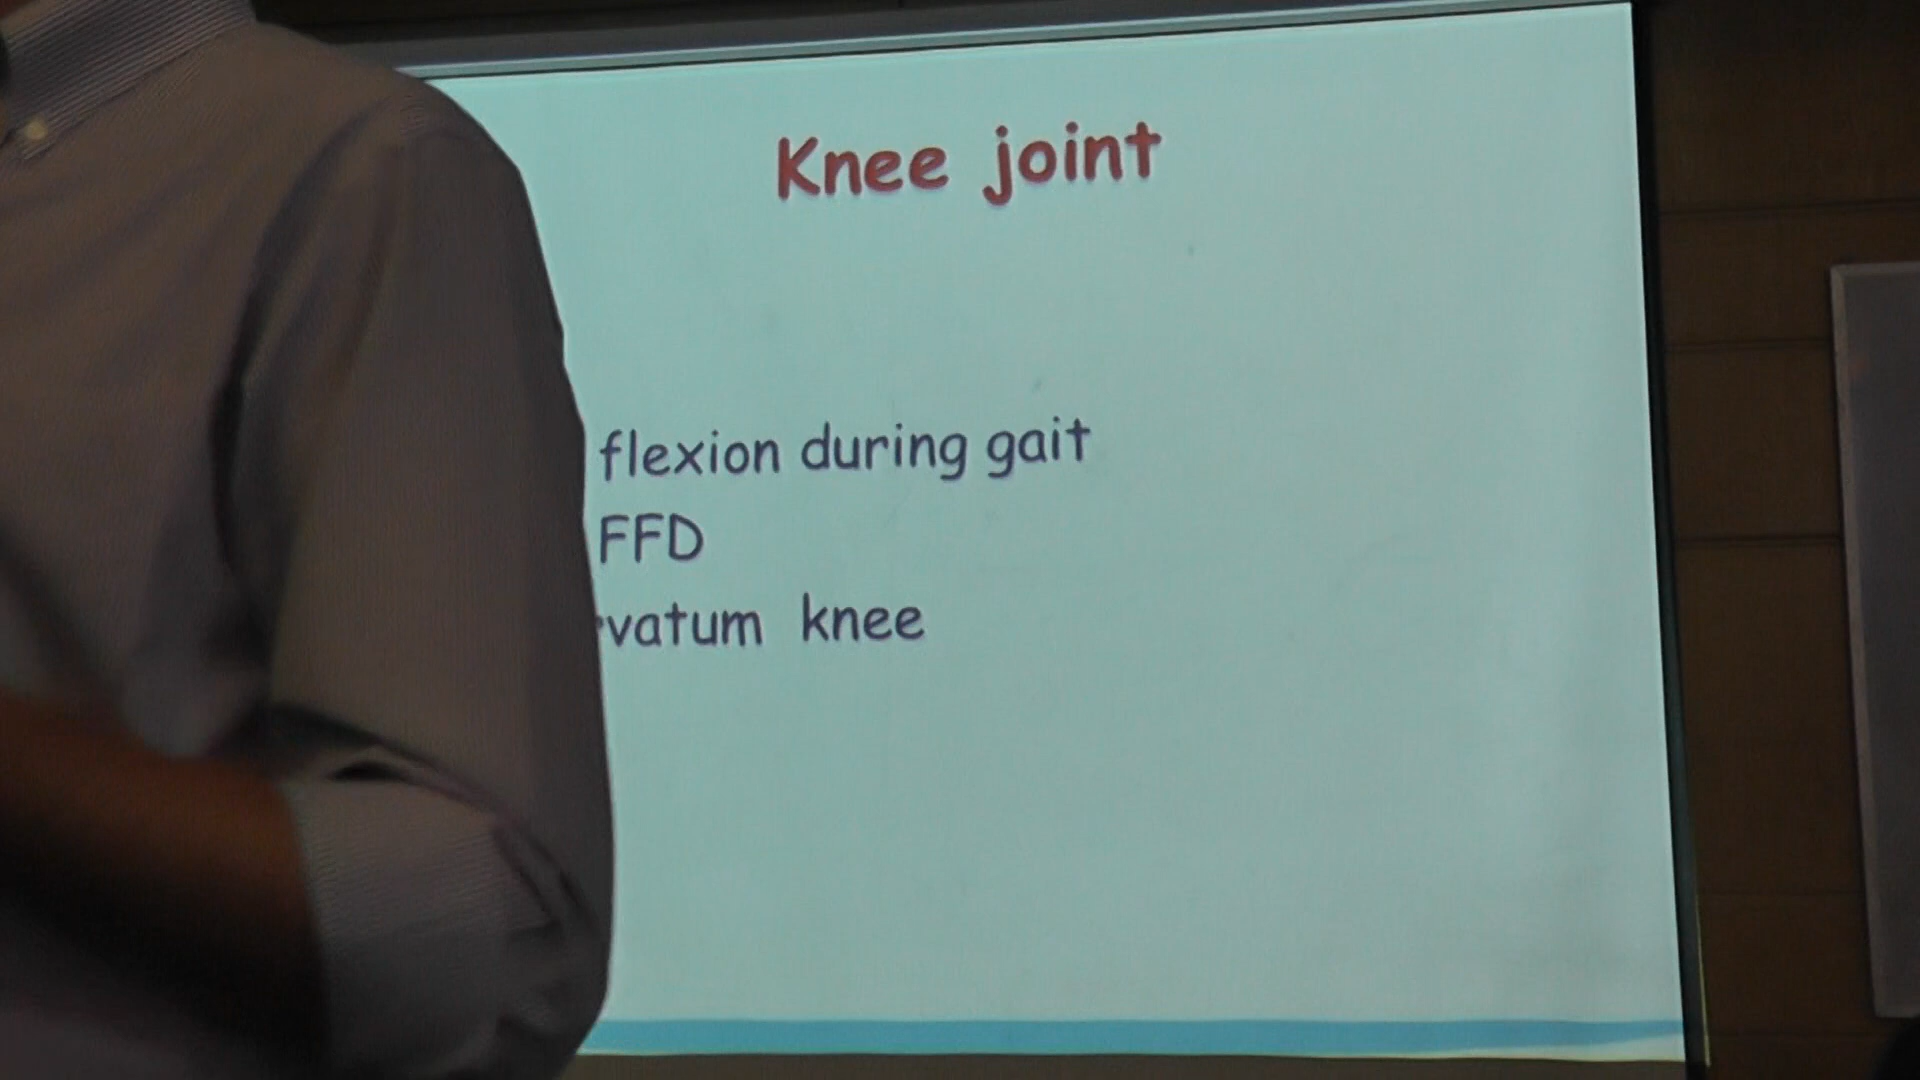 Knee joint
flexion during gait
FFD
vatum knee